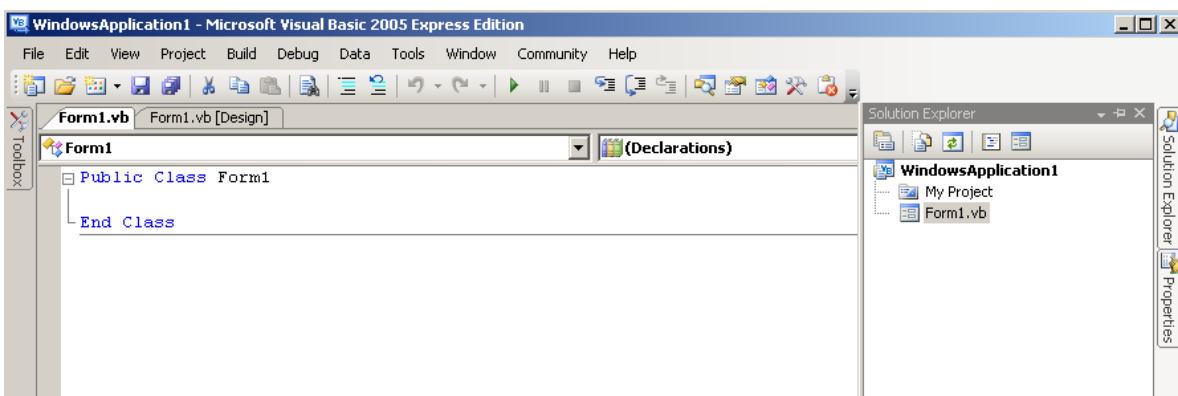 WindowsApplication1 - Microsoft Visual Basic 2005 Express Edition
File Edit View Project Build Debug Data Tools Window Community Help
Toolbox
Form1.vb Form1.vb [Design]
Form1 (Declarations)
Public Class Form1
End Class
Solution Explorer
WindowsApplication1
My Project
Form1.vb
Solution Explorer
Properties